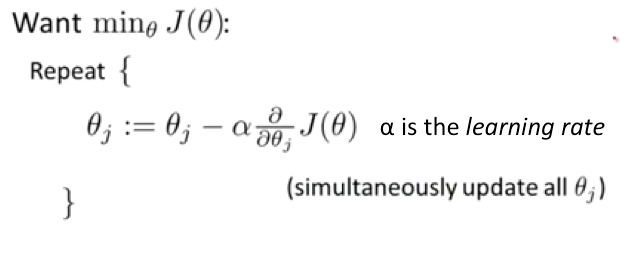 Want min_θ J(θ):
Repeat {
θ_j := θ_j − α ∂/∂θ_j J(θ) α is the learning rate
(simultaneously update all θ_j)
}